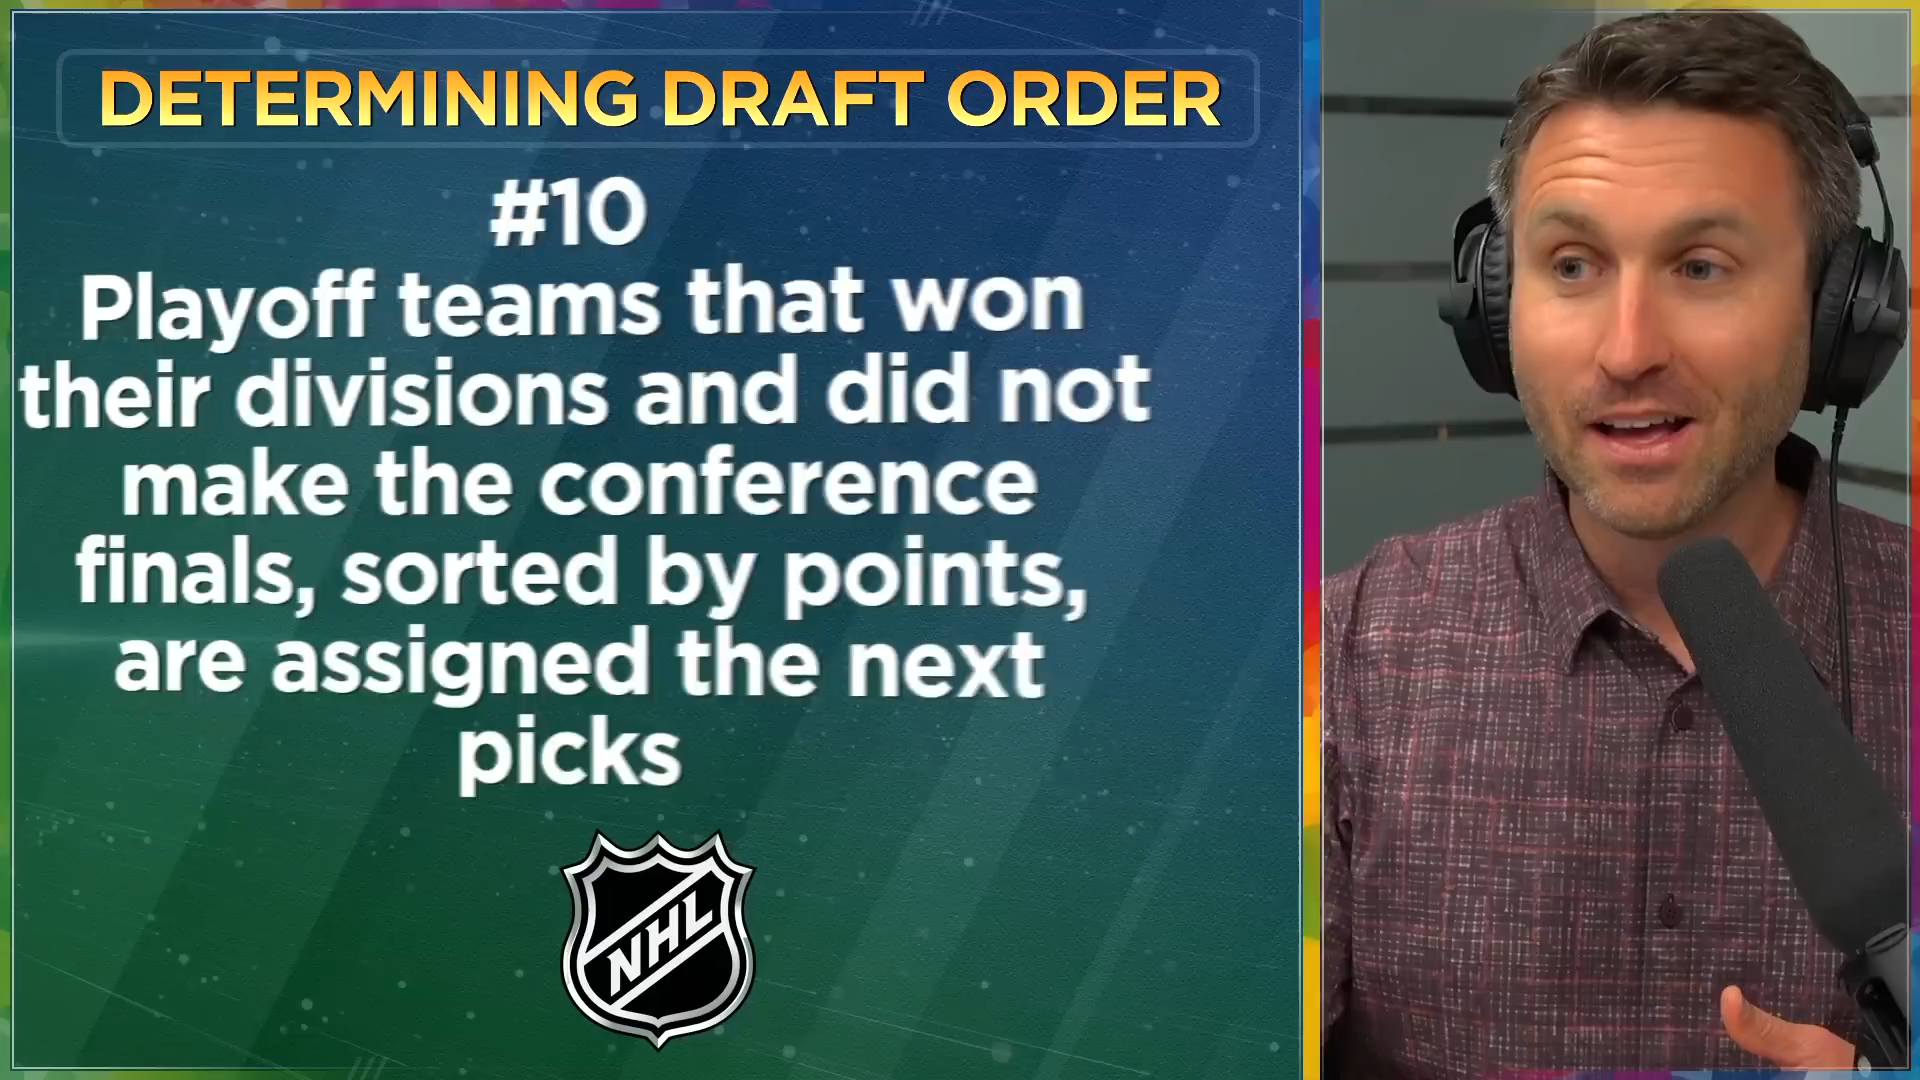 DETERMINING DRAFT ORDER
#10
Playoff teams that won
their divisions and did not
make the conference
finals, sorted by points,
are assigned the next
picks
NHL